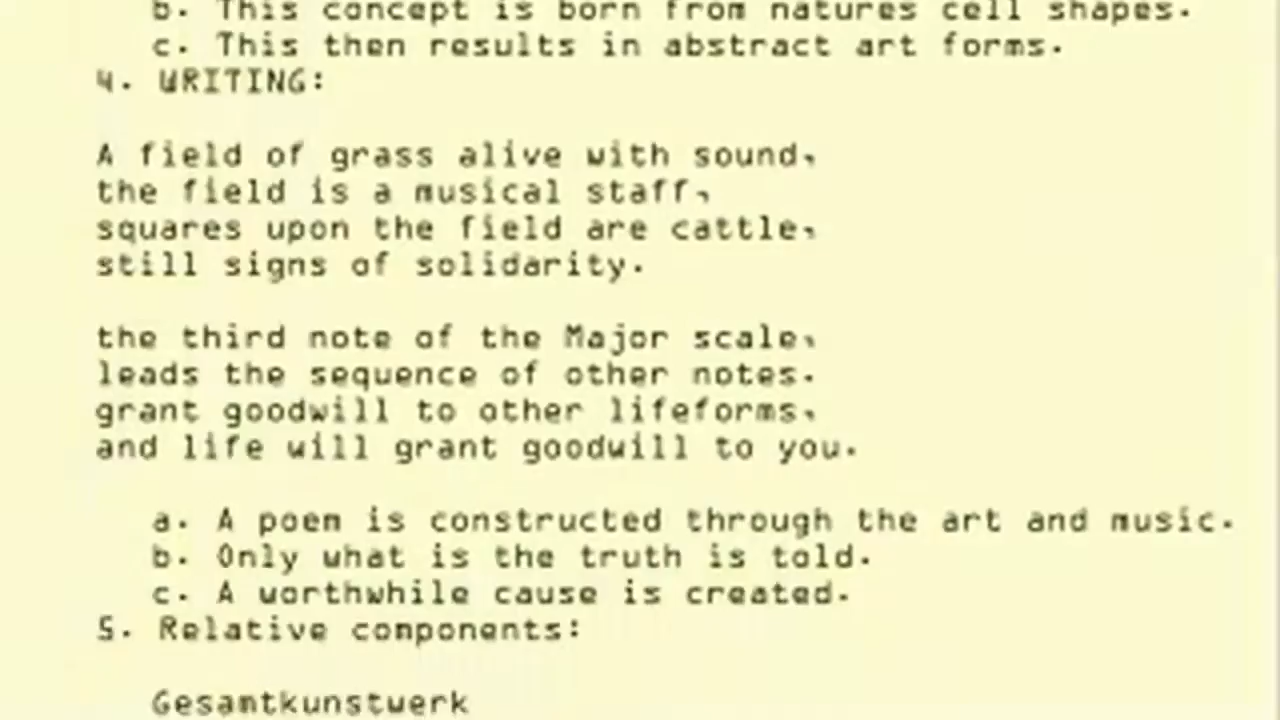 b. This concept is born from natures cell shapes.
c. This then results in abstract art forms.
4. WRITING:
A field of grass alive with sound,
the field is a musical staff,
squares upon the field are cattle,
still signs of solidarity.
the third note of the Major scale,
leads the sequence of other notes.
grant goodwill to other lifeforms,
and life will grant goodwill to you.
a. A poem is constructed through the art and music.
b. Only what is the truth is told.
c. A worthwhile cause is created.
5. Relative components:
Gesamtkunstwerk